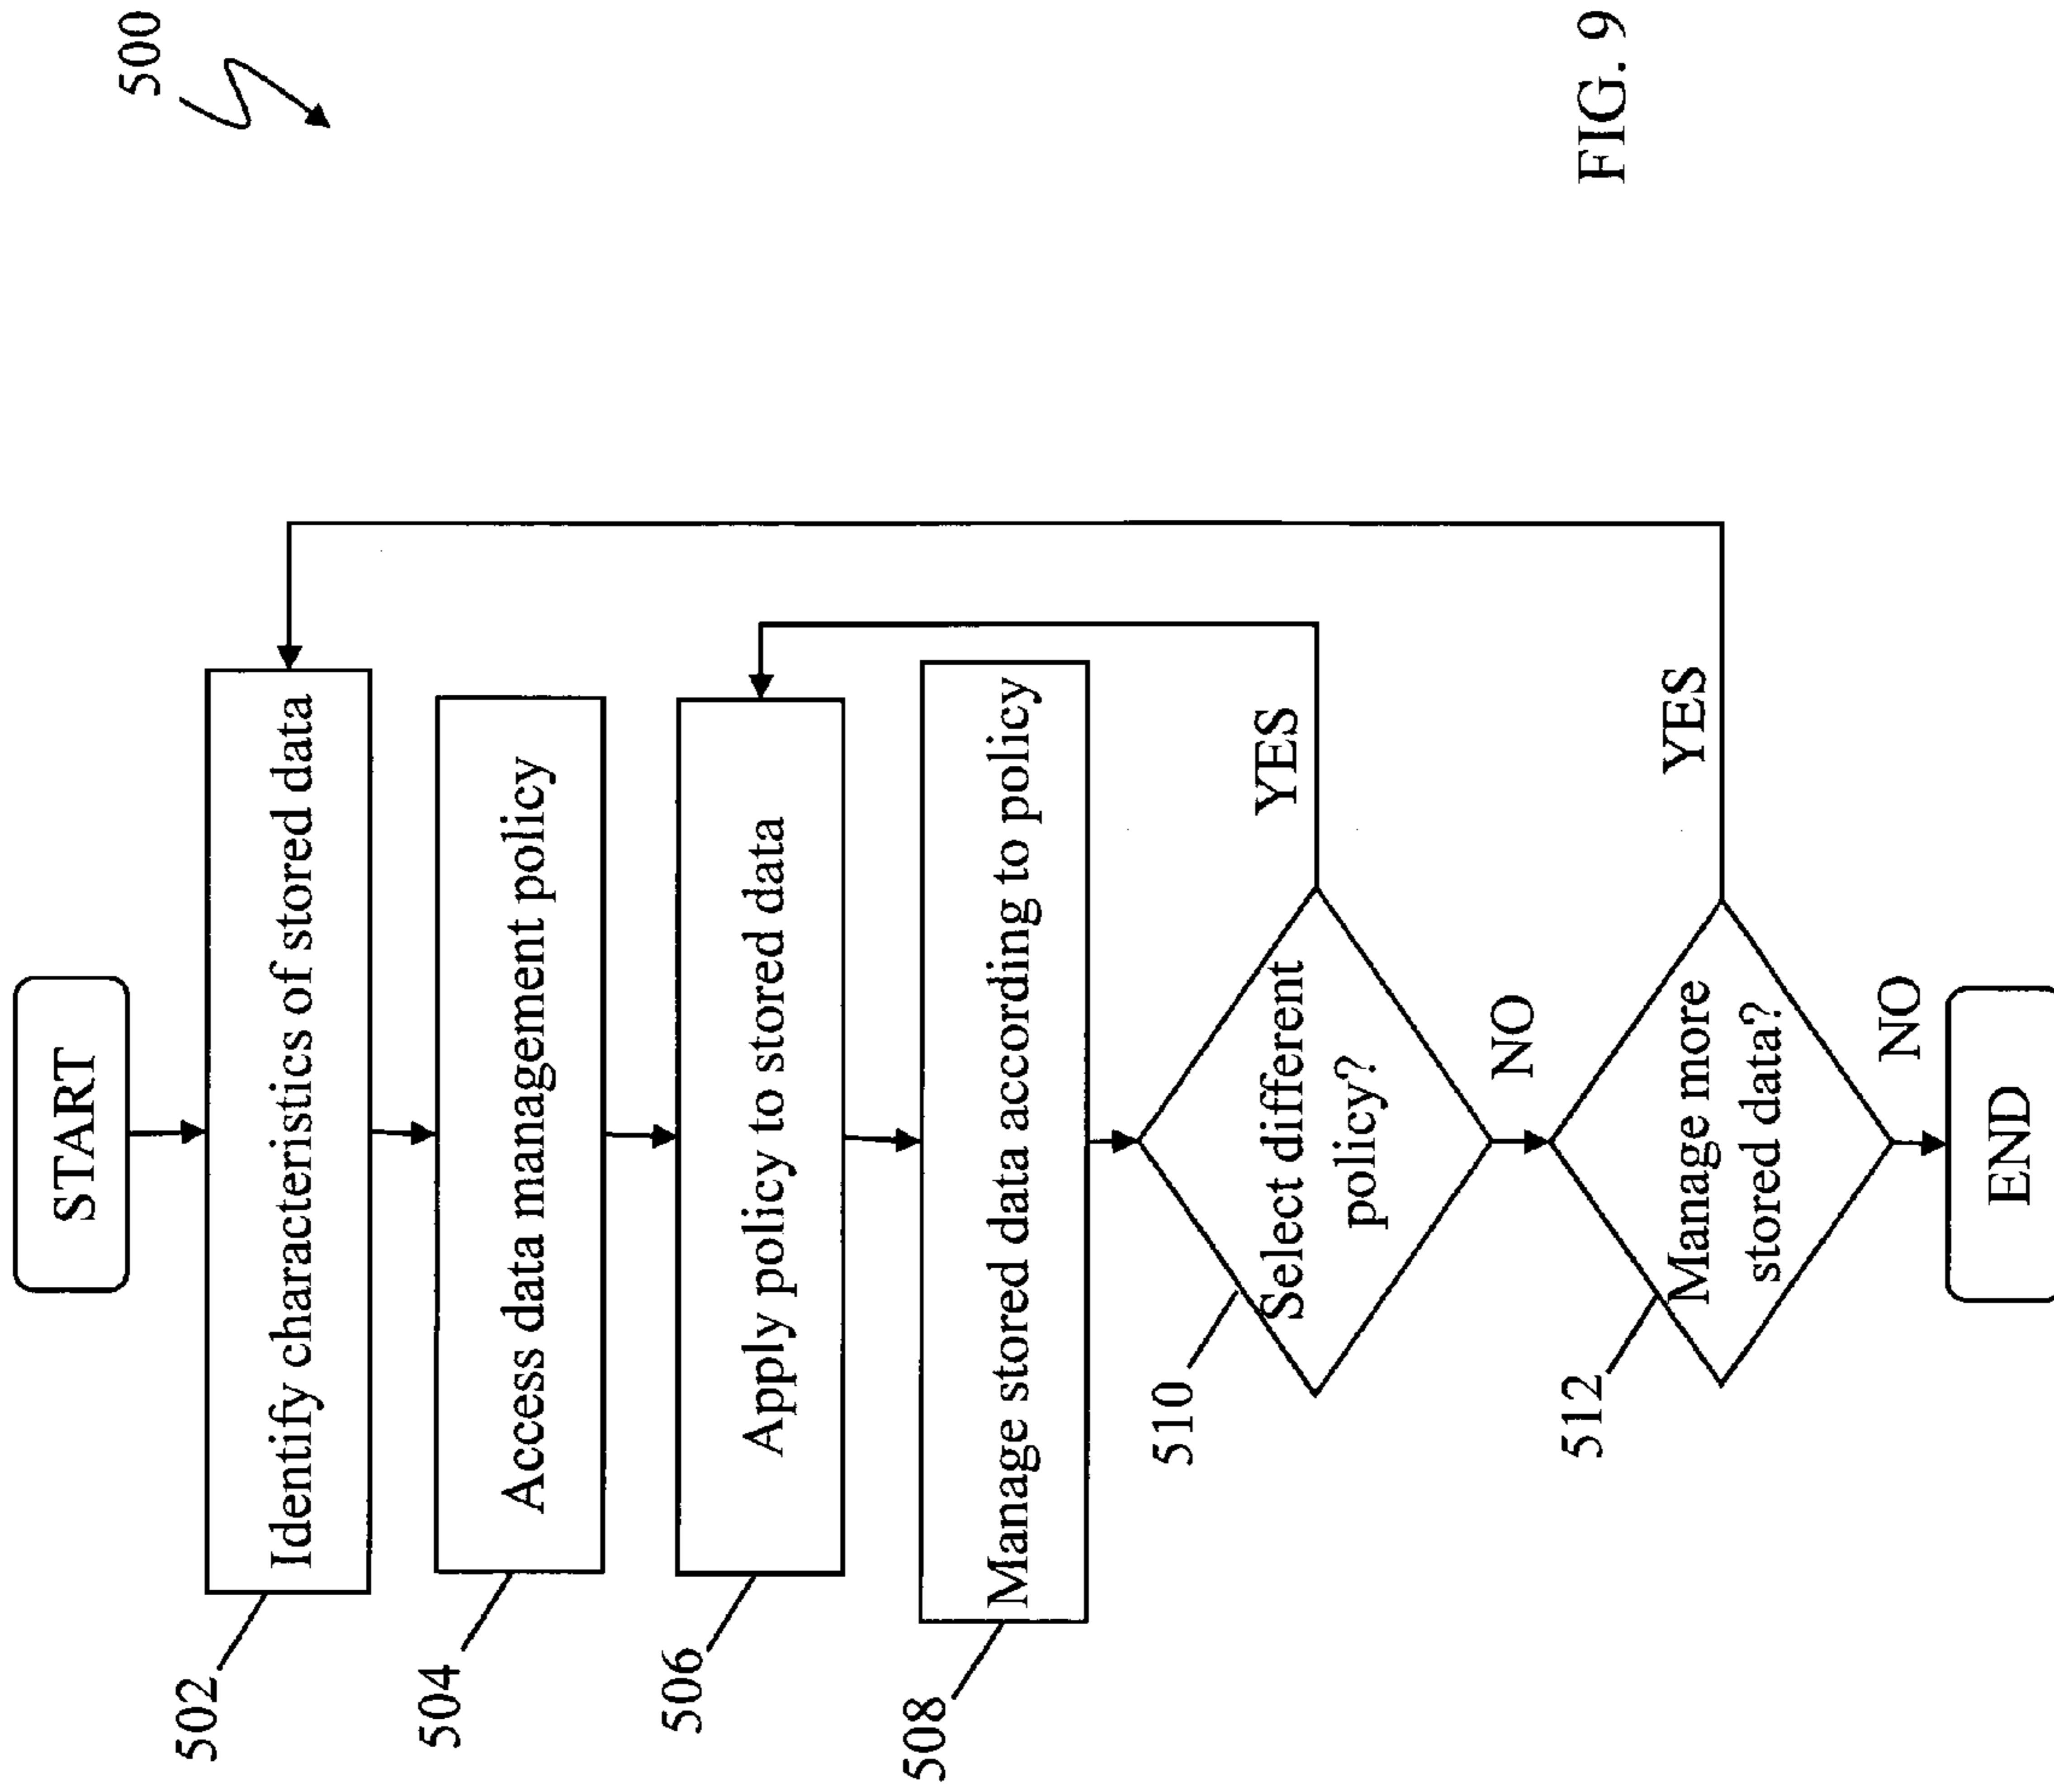 500
START
502
Identify characteristics of stored data
504
Access data management policy
506
Apply policy to stored data
508
Manage stored data according to policy
510
Select different
policy?
YES
NO
512
Manage more
stored data?
YES
NO
END
FIG. 9